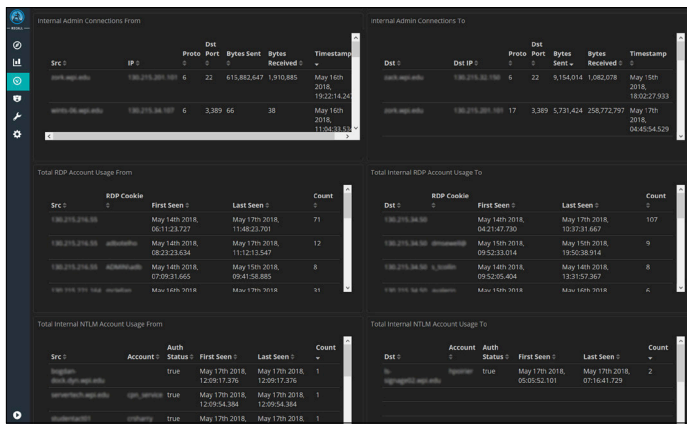 RECALL
Internal Admin Connections From
Src IP Proto Dst Port Bytes Sent Bytes Received Timestamp
6 22 615,882,647 1,910,885 May 16th 2018, 19:22:14.247
6 3,389 66 38 May 16th 2018, 11:04:33.534
Internal Admin Connections To
Dst Dst IP Proto Dst Port Bytes Sent Bytes Received Timestamp
6 22 9,154,014 1,082,078 May 15th 2018, 18:02:27.933
17 3,389 5,731,424 258,772,797 May 17th 2018, 04:45:54.529
Total RDP Account Usage From
Src RDP Cookie First Seen Last Seen Count
May 14th 2018, 06:11:23.727 May 17th 2018, 11:48:23.701 71
May 14th 2018, 08:23:23.634 May 17th 2018, 11:12:13.547 12
May 14th 2018, 07:09:31.665 May 15th 2018, 09:41:58.885 8
May 16th 2018, May 17th 2018, 31
Total Internal RDP Account Usage To
Dst RDP Cookie First Seen Last Seen Count
May 14th 2018, 04:21:47.730 May 17th 2018, 10:37:31.667 107
May 15th 2018, 09:52:33.014 May 15th 2018, 19:50:38.914 9
May 14th 2018, 09:52:05.404 May 14th 2018, 13:31:57.367 8
May 15th 2018, May 16th 2018, 6
Total Internal NTLM Account Usage From
Src Account Auth Status First Seen Last Seen Count
true May 17th 2018, 12:09:17.376 May 17th 2018, 12:09:17.376 1
true May 17th 2018, 12:09:54.384 May 17th 2018, 12:09:54.384 1
true May 17th 2018, May 17th 2018, 1
Total Internal NTLM Account Usage To
Dst Account Auth Status First Seen Last Seen Count
true May 17th 2018, 05:05:52.101 May 17th 2018, 07:16:41.729 2